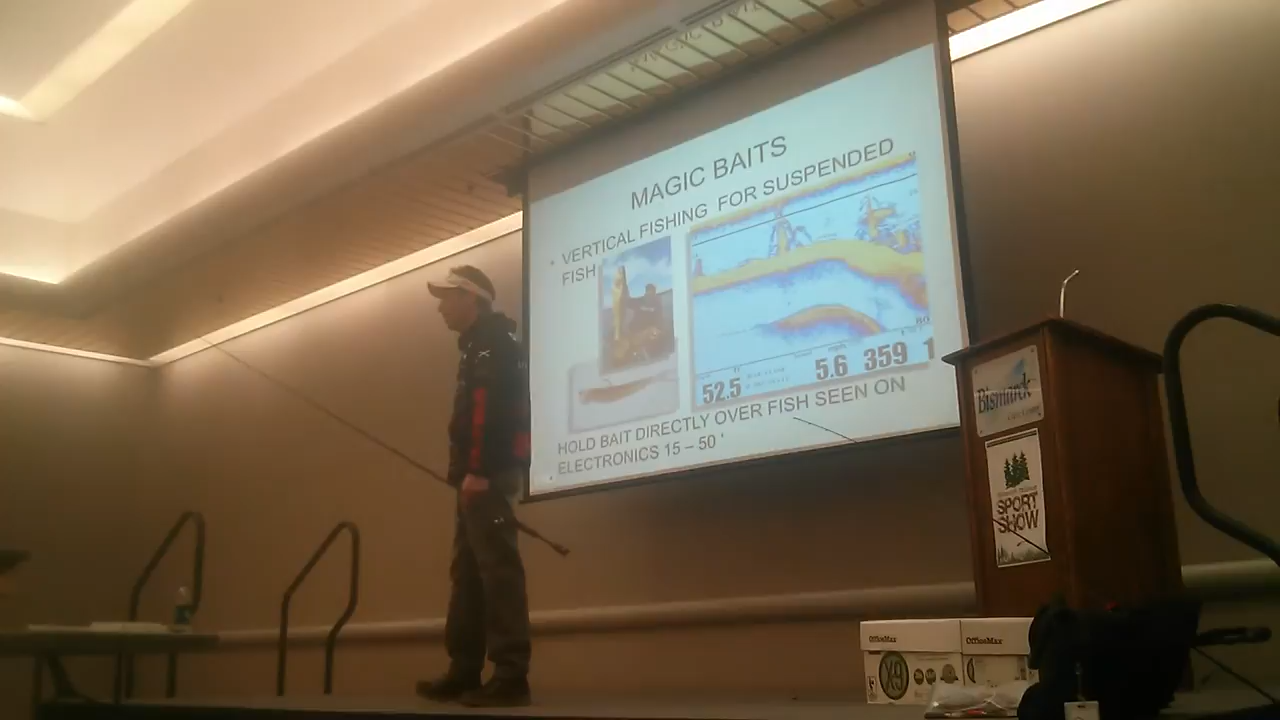 MAGIC BAITS
• VERTICAL FISHING FOR SUSPENDED
FISH
52.5
5.6 359 1
HOLD BAIT DIRECTLY OVER FISH SEEN ON
ELECTRONICS 15 – 50 '
Bismarck
SPORT
SHOW
OfficeMax
OfficeMax
X9